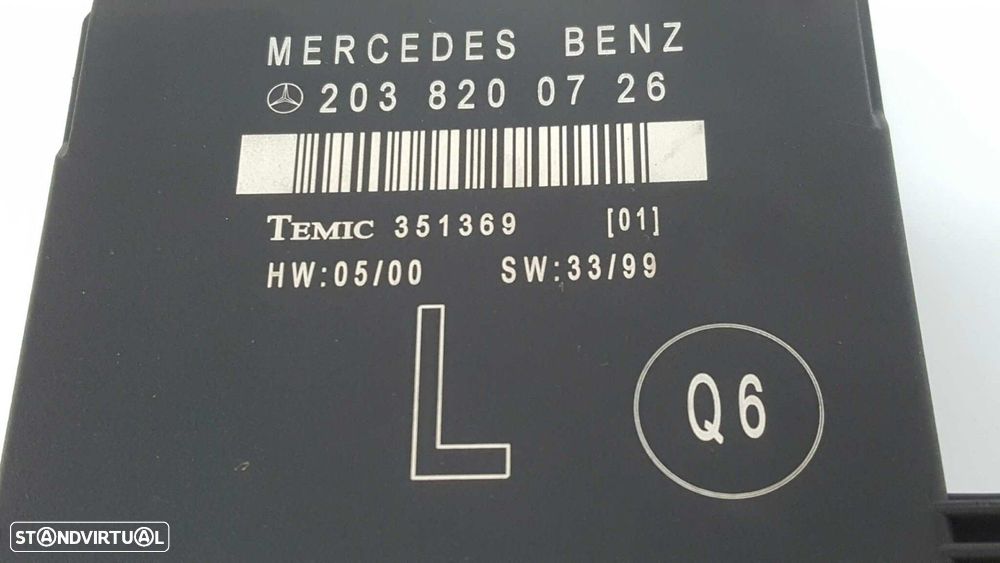 MERCEDES BENZ
203 820 07 26
TEMIC 351369 [01]
HW:05/00 SW:33/99
L
Q6
STANDVIRTUAL